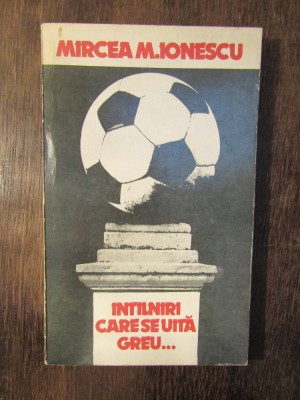 MIRCEA M.IONESCU
INTILNIRI
CARE SE UITĂ
GREU...